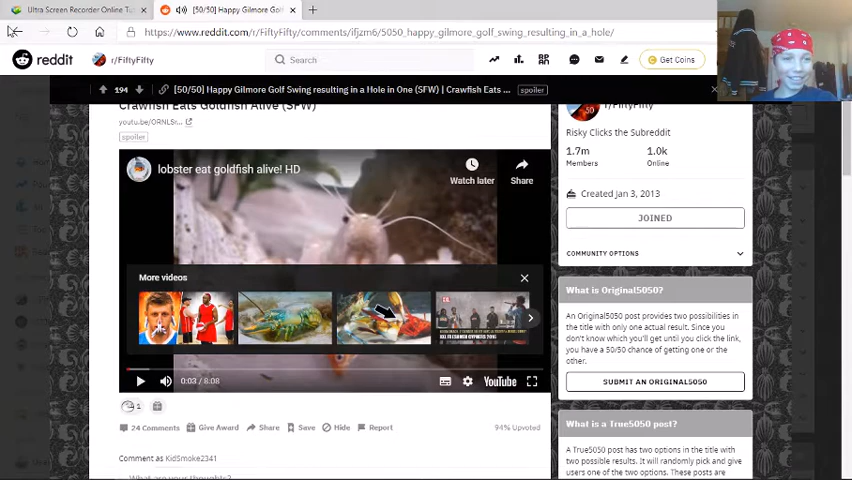 Ultra Screen Recorder Online Tu
[50/50] Happy Gilmore Gol
https://www.reddit.com/r/FiftyFifty/comments/ifjzm6/5050_happy_gilmore_golf_swing_resulting_in_a_hole/
reddit
r/FiftyFifty
Search
Get Coins
194
[50/50] Happy Gilmore Golf Swing resulting in a Hole in One (SFW) | Crawfish Eats ...
spoiler
Crawfish Eats Goldfish Alive (SFW)
youtu.be/ORNLS...
spoiler
lobster eat goldfish alive! HD
Watch later
Share
More videos
0:03 / 8:08
YouTube
1
24 Comments
Give Award
Share
Save
Hide
Report
94% Upvoted
Comment as KidSmoke2341
What are your thoughts?
r/FiftyFifty
Risky Clicks the Subreddit
1.7m
1.0k
Members
Online
Created Jan 3, 2013
JOINED
COMMUNITY OPTIONS
What is Original5050?
An Original5050 provides two possibilities in
the title with only one actual result. Since you
don't know which you'll get until you click the
link, you have a 50/50 chance of getting one or the
other.
SUBMIT AN ORIGINAL5050
What is a True5050 post?
A True5050 post has two options in the title with
two possible results. It will randomly pick and give
users one of two options. These posts are